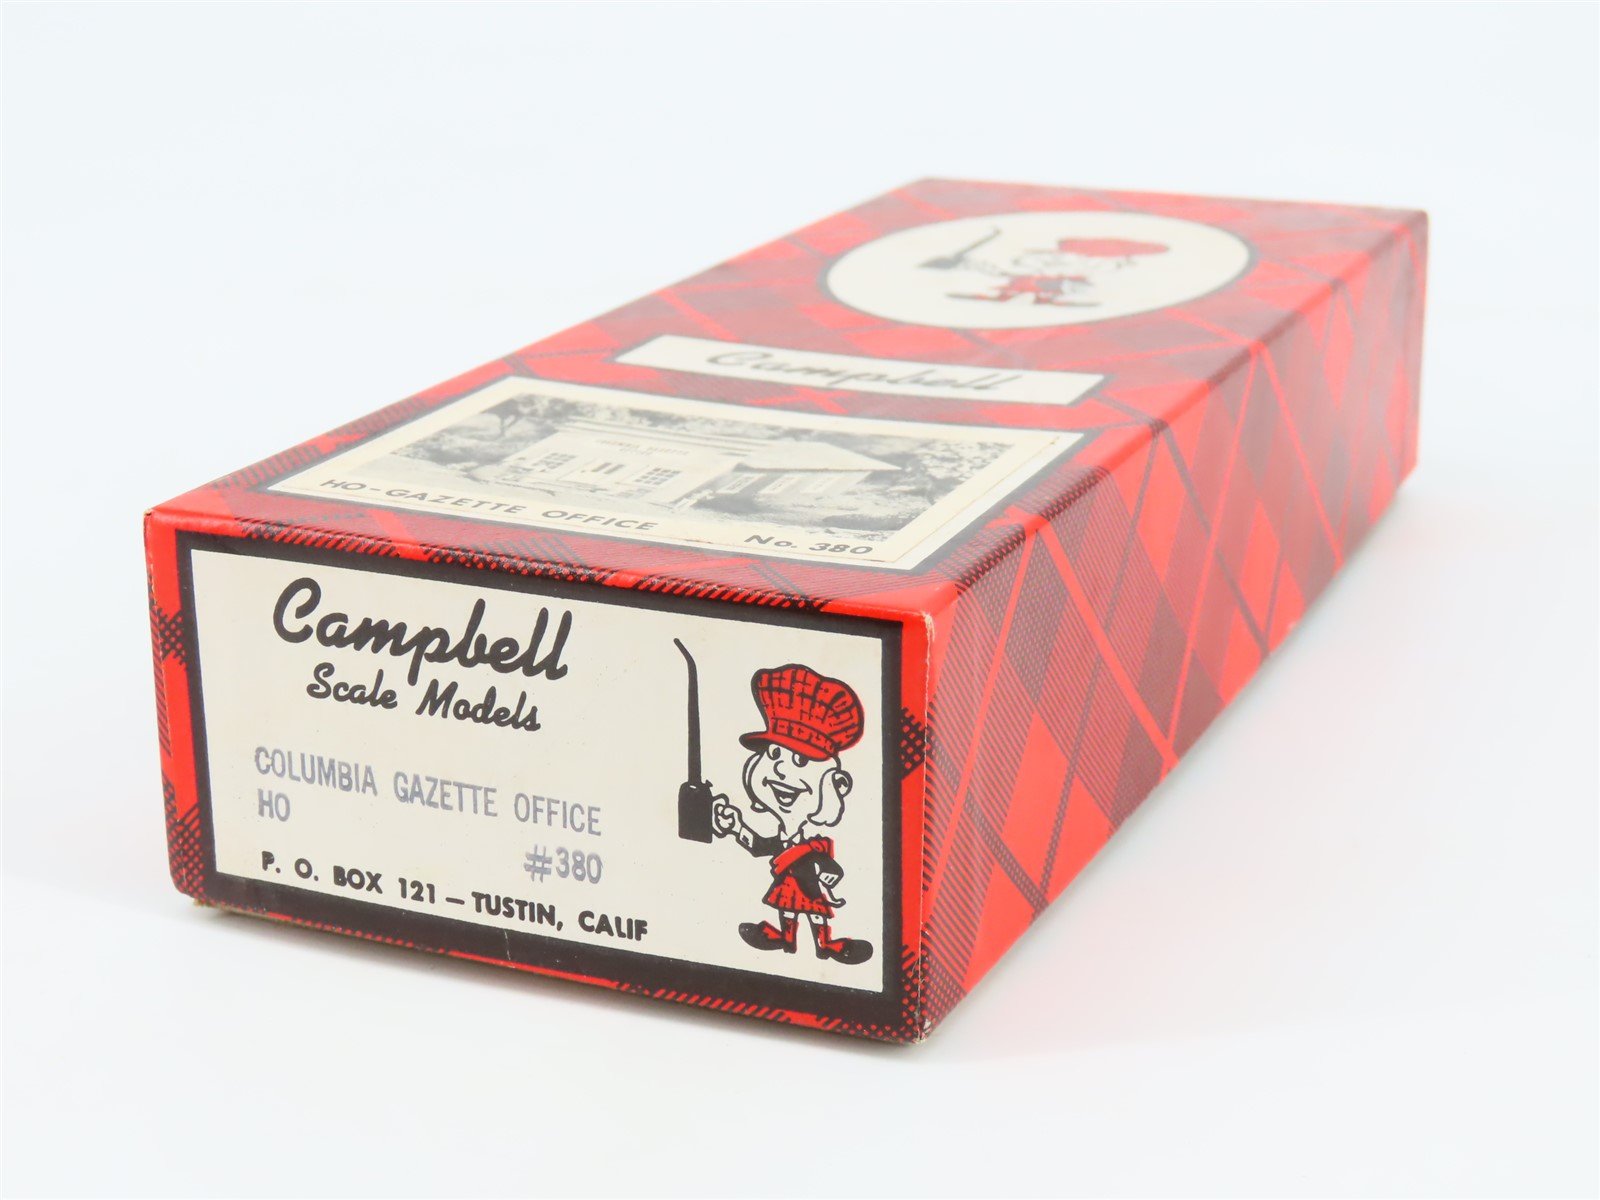 Campbell
HO-GAZETTE OFFICE
No. 380
Campbell
Scale Models
COLUMBIA GAZETTE OFFICE
HO
#380
P. O. BOX 121 — TUSTIN, CALIF